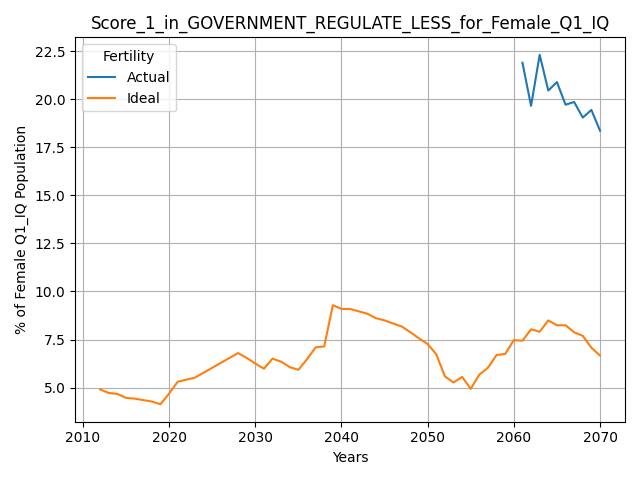 Score_1_in_GOVERNMENT_REGULATE_LESS_for_Female_Q1_IQ
Fertility
Actual
Ideal
% of Female Q1_IQ Population
22.5
20.0
17.5
15.0
12.5
10.0
7.5
5.0
2010 2020 2030 2040 2050 2060 2070
Years